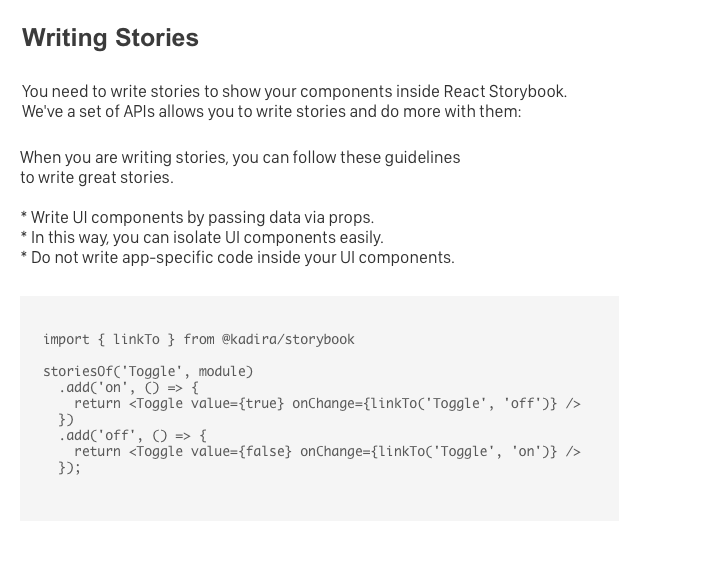 Writing Stories
You need to write stories to show your components inside React Storybook.
We've a set of APIs allows you to write stories and do more with them:
When you are writing stories, you can follow these guidelines
to write great stories.
* Write UI components by passing data via props.
* In this way, you can isolate UI components easily.
* Do not write app-specific code inside your UI components.
import { linkTo } from @kadira/storybook
storiesOf('Toggle', module)
  .add('on', () => {
    return <Toggle value={true} onChange={linkTo('Toggle', 'off')} />
  })
  .add('off', () => {
    return <Toggle value={false} onChange={linkTo('Toggle', 'on')} />
  });